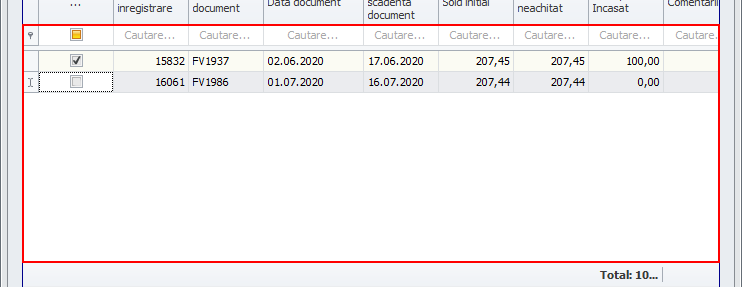 ... inregistrare document Data document scadenta document Sold initial neachitat Incasat Comentarii
Cautare... Cautare... Cautare... Cautare... Cautare... Cautare... Cautare... Cautare...
15832 FV1937 02.06.2020 17.06.2020 207,45 207,45 100,00
16061 FV1986 01.07.2020 16.07.2020 207,44 207,44 0,00
Total: 10...